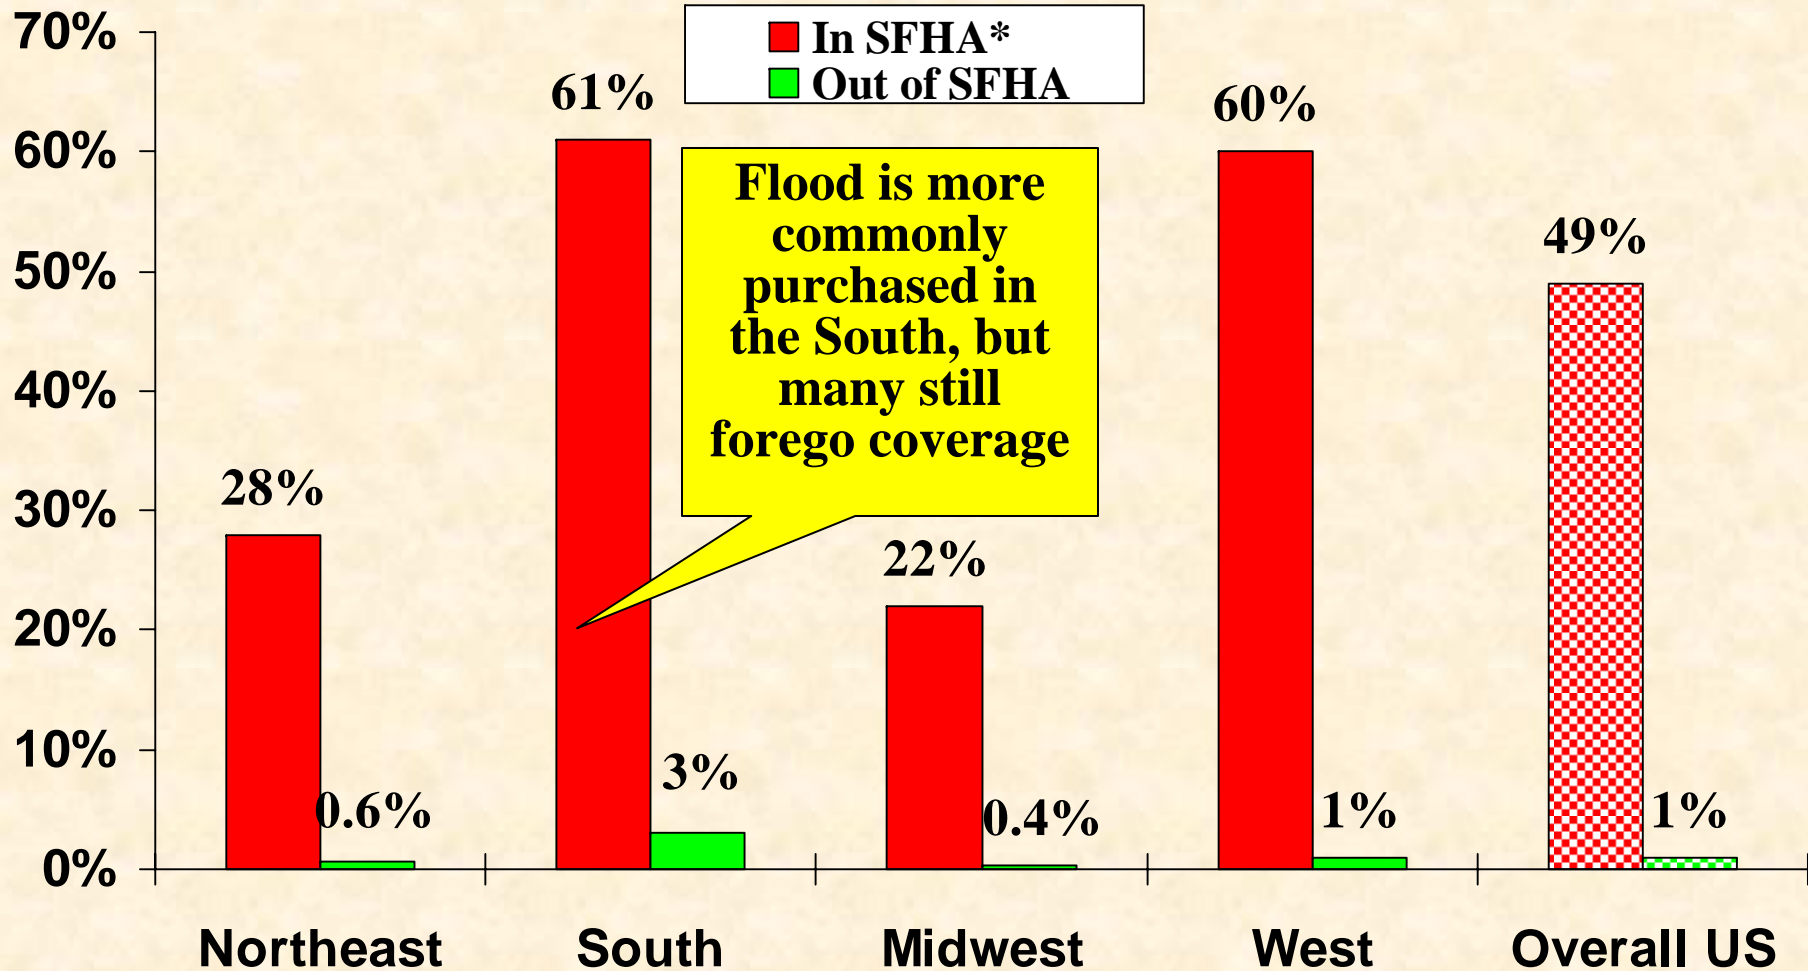 70%
60%
50%
40%
30%
20%
10%
0%
In SFHA*
Out of SFHA
Flood is more
commonly
purchased in
the South, but
many still
forego coverage
28%
0.6%
61%
3%
22%
0.4%
60%
1%
49%
1%
Northeast
South
Midwest
West
Overall US